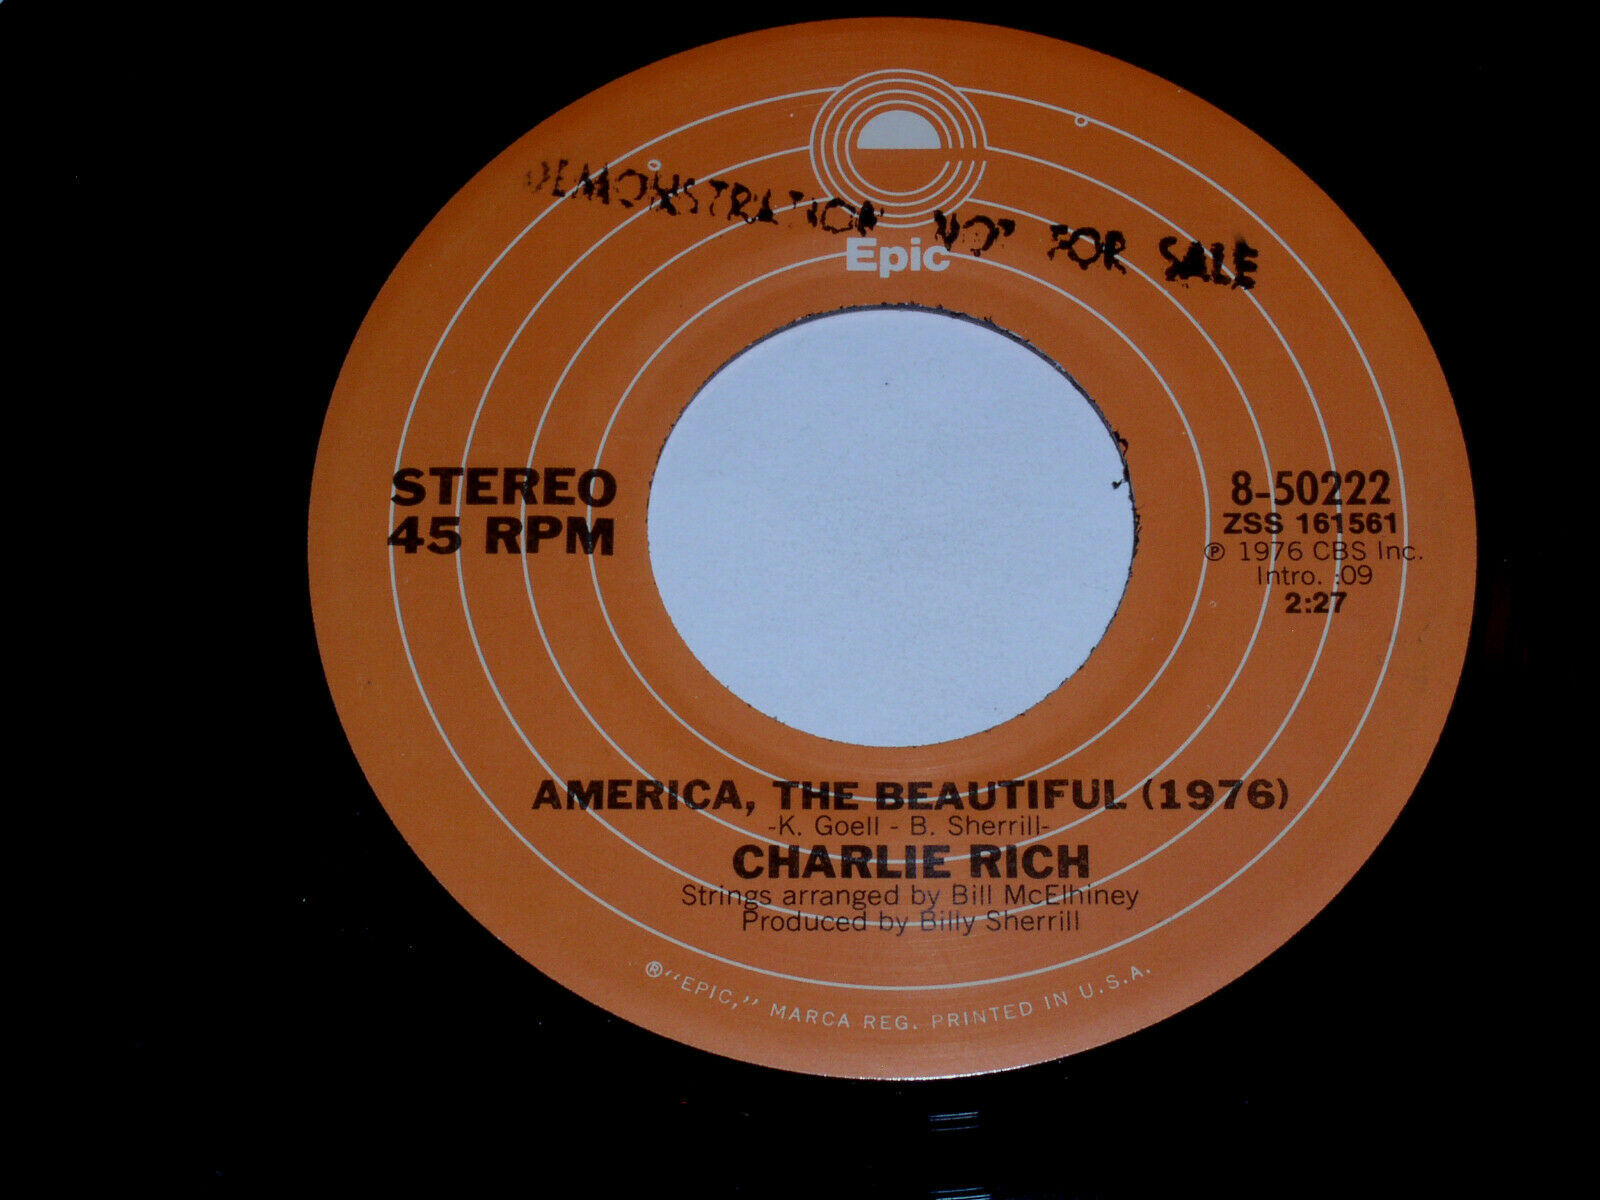 DEMONSTRATION NOT FOR SALE
Epic
STEREO
45 RPM
8-50222
ZSS 161561
℗ 1976 CBS Inc.
Intro. :09
2:27
AMERICA, THE BEAUTIFUL (1976)
-K. Goell - B. Sherrill-
CHARLIE RICH
Strings arranged by Bill McElhiney
Produced by Billy Sherrill
®"EPIC," MARCA REG. PRINTED IN U.S.A.